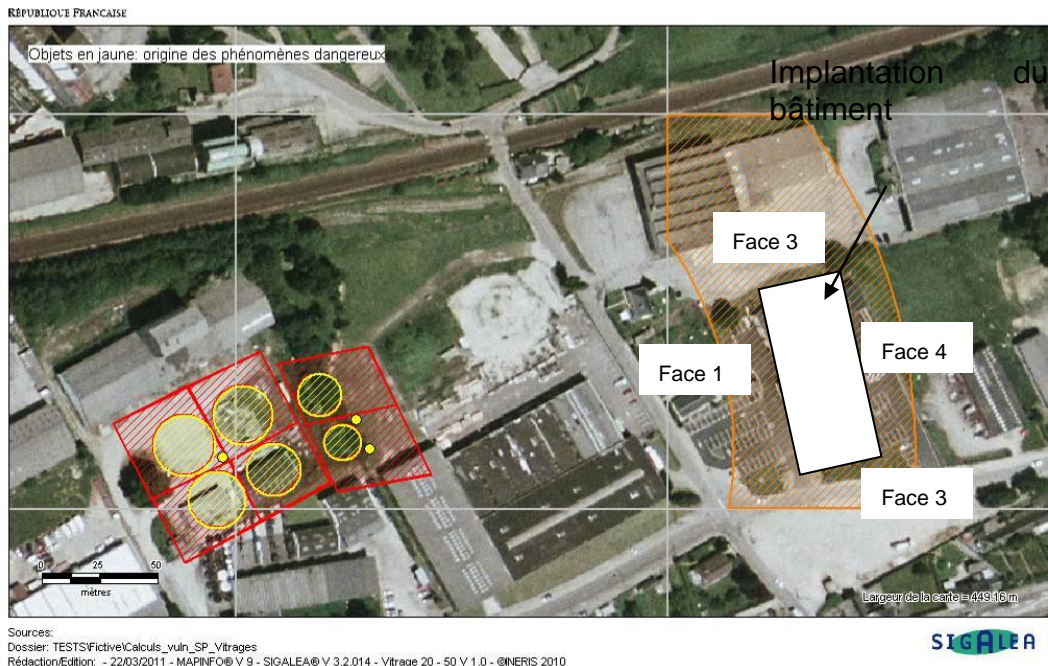 RÉPUBLIQUE FRANCAISE
Objets en jaune: origine des phénomènes dangereux
Implantation du
bâtiment
Face 3
Face 1
Face 4
Face 3
0 25 50
mètres
Largeur de la carte = 449.16 m
Sources:
Dossier: TESTS\Fictive\Calculs_vuln_SP_Vitrages
Rédaction/Edition: - 22/03/2011 - MAPINFO® V 9 - SIGALEA® V 3.2.014 - Vitrage 20 - 50 V 1.0 - ©INERIS 2010
SIGALEA